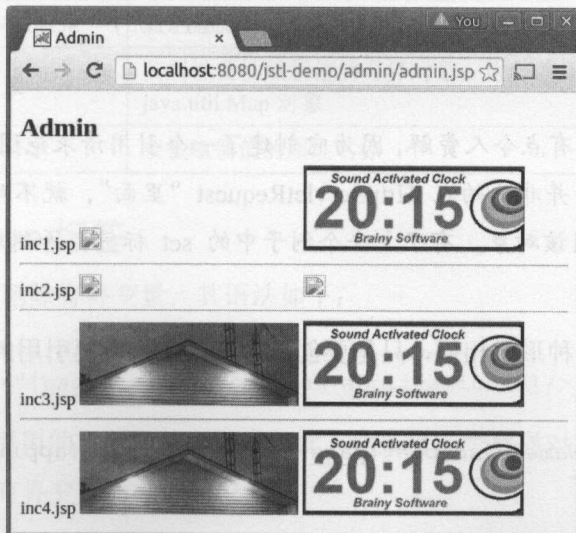 You
Admin
localhost:8080/jstl-demo/admin/admin.jsp
Admin
Sound Activated Clock
20:15
Brainy Software
inc1.jsp
inc2.jsp
Sound Activated Clock
20:15
Brainy Software
inc3.jsp
Sound Activated Clock
20:15
Brainy Software
inc4.jsp